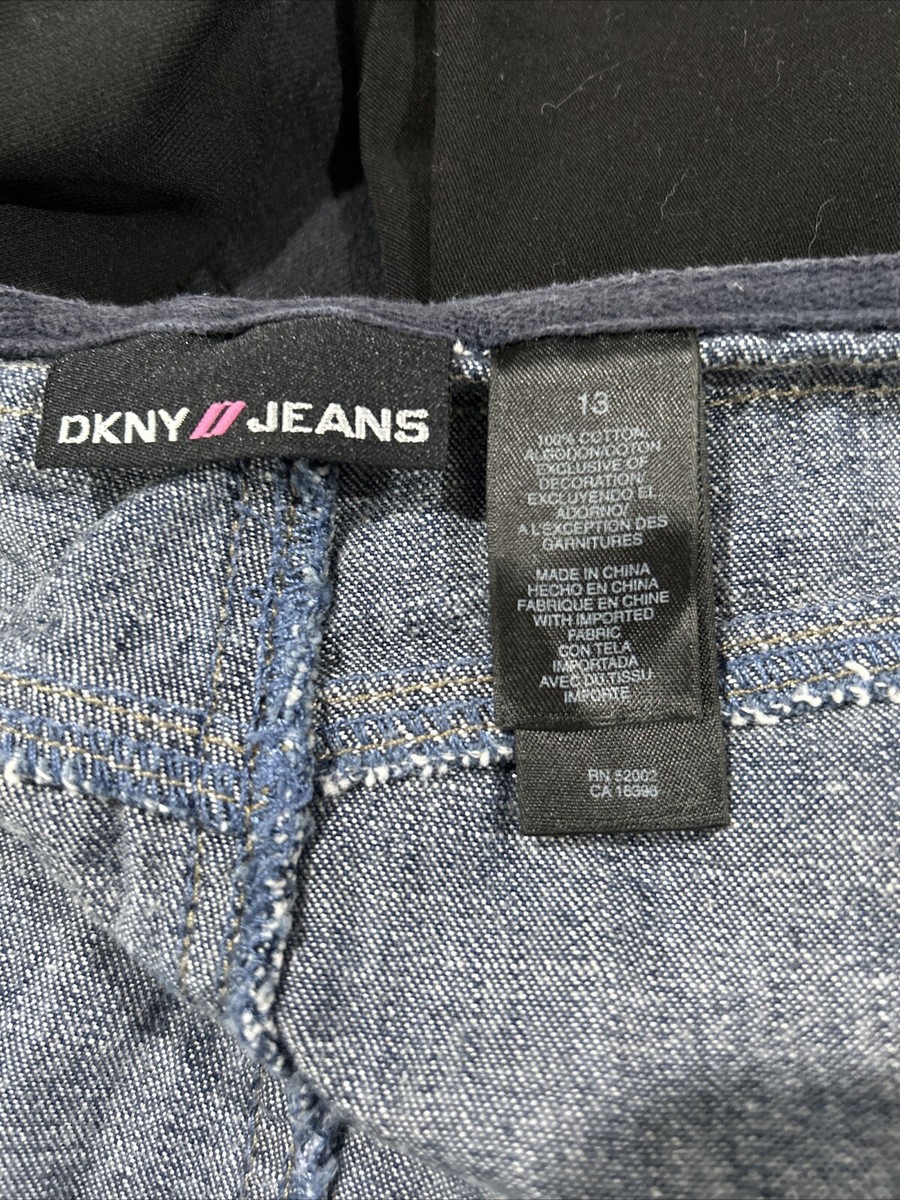 DKNY // JEANS
13
100% COTTON/
ALGODON/COTON
EXCLUSIVE OF
DECORATION/
EXCLUYENDO EL
ADORNO/
A L'EXCEPTION DES
GARNITURES
MADE IN CHINA
HECHO EN CHINA
FABRIQUE EN CHINE
WITH IMPORTED
FABRIC
CON TELA
IMPORTADA
AVEC DU TISSU
IMPORTE
RN 52002
CA 16398